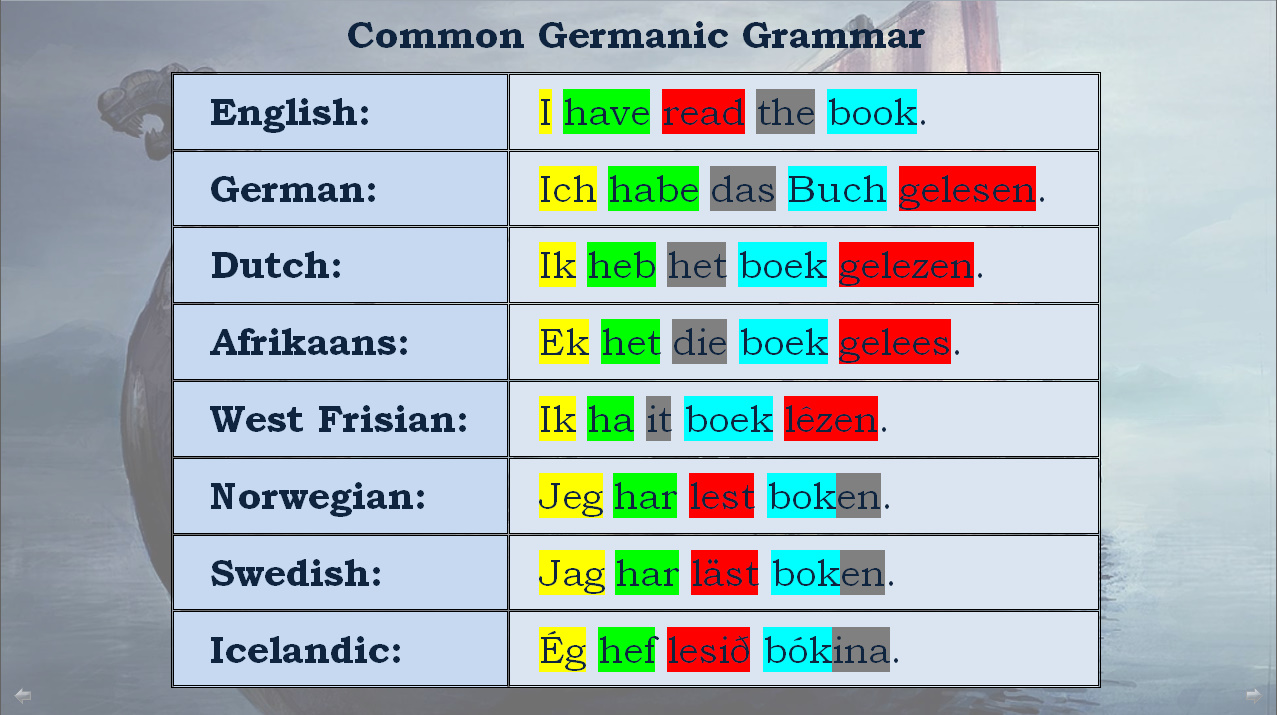 Common Germanic Grammar
English: I have read the book.
German: Ich habe das Buch gelesen.
Dutch: Ik heb het boek gelezen.
Afrikaans: Ek het die boek gelees.
West Frisian: Ik ha it boek lêzen.
Norwegian: Jeg har lest boken.
Swedish: Jag har läst boken.
Icelandic: Ég hef lesið bókina.